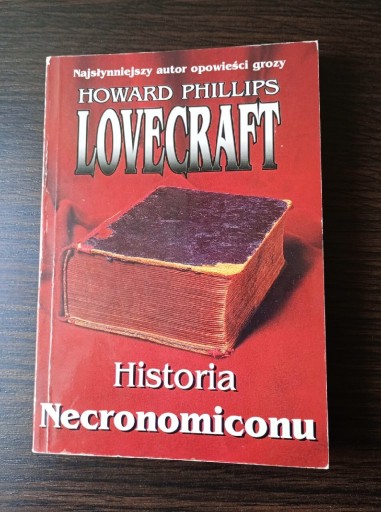 Najsłynniejszy autor opowieści grozy
HOWARD PHILLIPS
LOVECRAFT
Historia
Necronomiconu